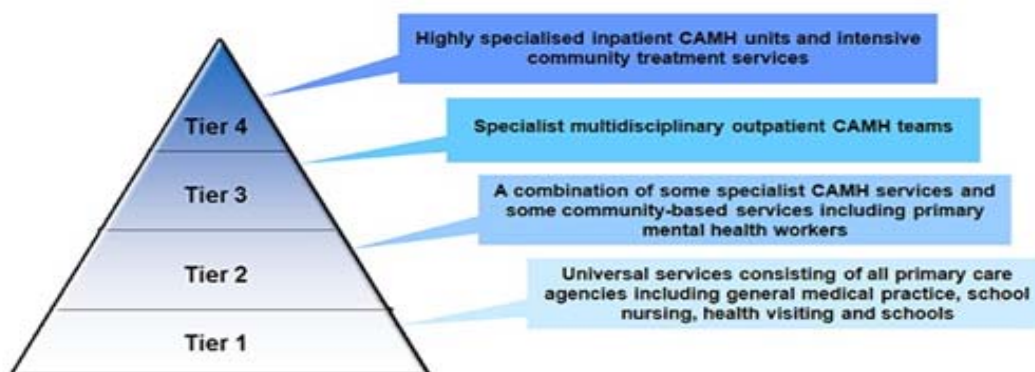 Highly specialised inpatient CAMH units and intensive
community treatment services
Tier 4
Specialist multidisciplinary outpatient CAMH teams
Tier 3
A combination of some specialist CAMH services and
some community-based services including primary
mental health workers
Tier 2
Universal services consisting of all primary care
agencies including general medical practice, school
nursing, health visiting and schools
Tier 1